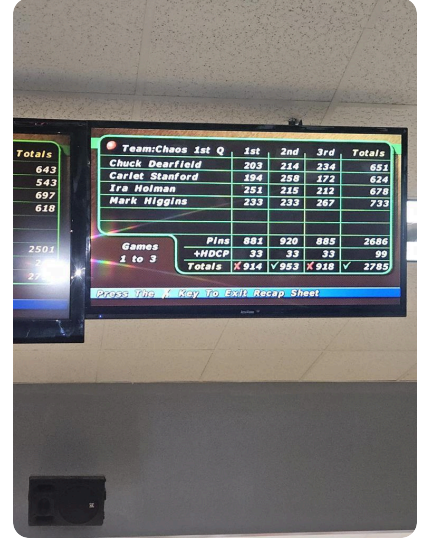 Totals
643
543
697
618
2501
Team:Chaos 1st Q 1st 2nd 3rd Totals
Chuck Dearfield 203 214 234 651
Carlet Stanford 194 258 172 624
Ira Holman 251 215 212 678
Mark Higgins 233 233 267 733
Games 1 to 3
Pins 881 920 885 2686
+HDCP 33 33 33 99
Totals ✗ 914 ✓ 953 ✗ 918 ✓ 2785
Press The X Key To Exit Recap Sheet